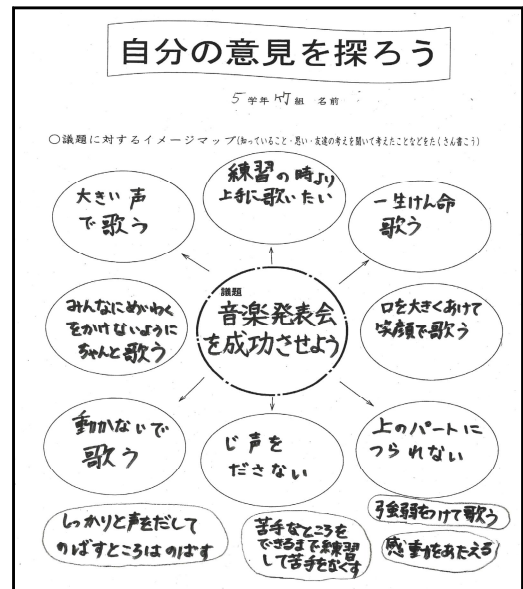 自分の意見を探ろう
5学年 竹組 名前
○議題に対するイメージマップ(知っていること・思い・友達の考えを聞いて考えたことなどをたくさん書こう)
大きい声
で歌う
練習の時より
上手に歌いたい
一生けん命
歌う
みんなにめいわく
をかけないように
ちゃんと歌う
議題
音楽発表会
を成功させよう
口を大きくあけて
笑顔で歌う
動かないで
歌う
じ声を
ださない
上のパートに
つられない
しっかりと声をだして
のばすところはのばす
苦手なところを
できるまで練習
して苦手をなくす
強弱をつけて歌う
感動をあたえる